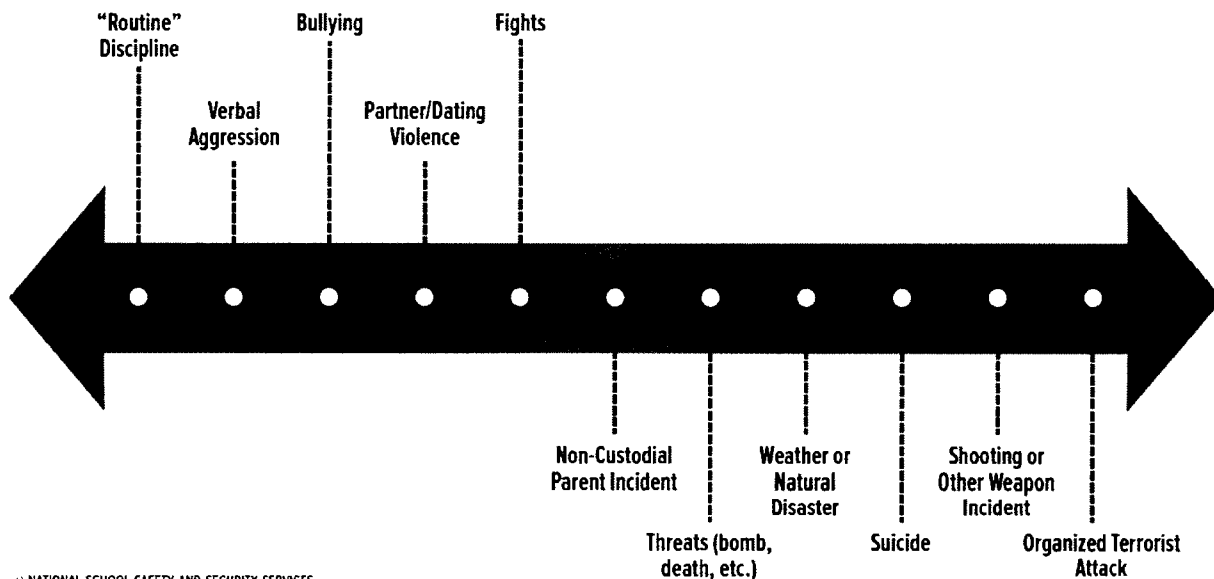 “Routine”
Discipline
Verbal
Aggression
Bullying
Partner/Dating
Violence
Fights
Non-Custodial
Parent Incident
Threats (bomb,
death, etc.)
Weather or
Natural
Disaster
Suicide
Shooting or
Other Weapon
Incident
Organized Terrorist
Attack
NATIONAL SCHOOL SAFETY AND SECURITY SERVICES